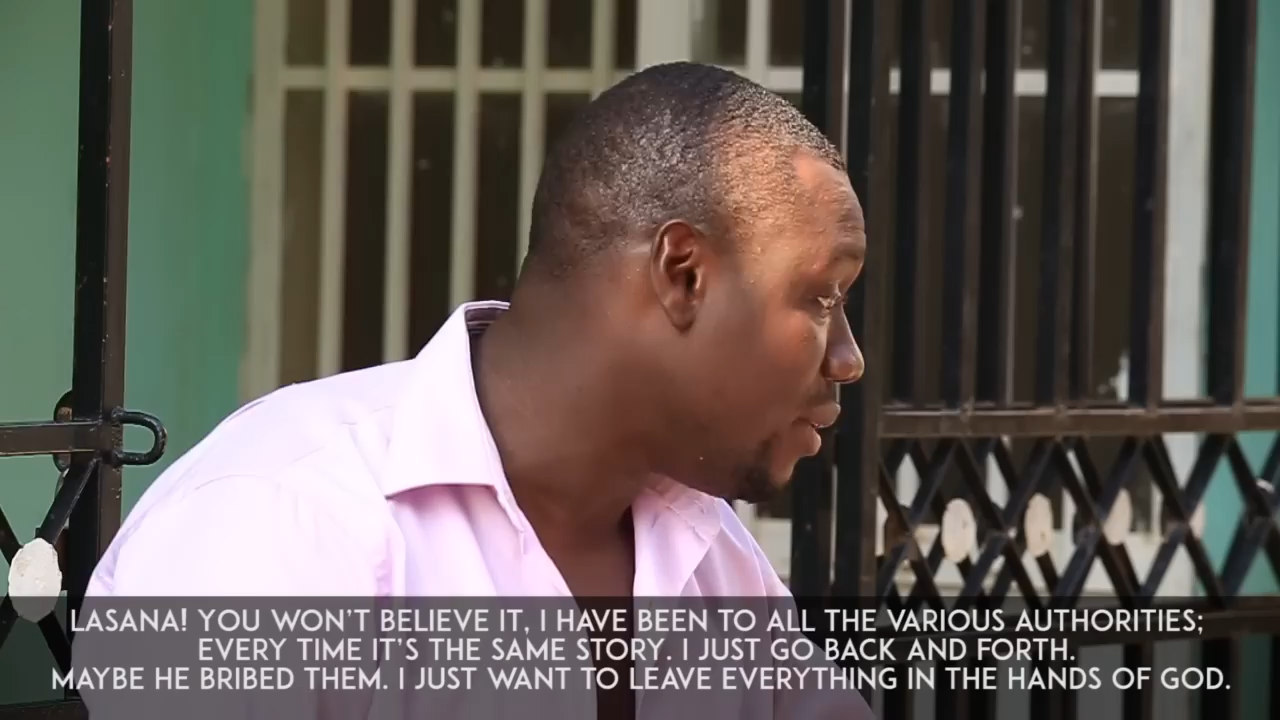 LASANA! YOU WON'T BELIEVE IT, I HAVE BEEN TO ALL THE VARIOUS AUTHORITIES;
EVERY TIME IT'S THE SAME STORY. I JUST GO BACK AND FORTH.
MAYBE HE BRIBED THEM. I JUST WANT TO LEAVE EVERYTHING IN THE HANDS OF GOD.